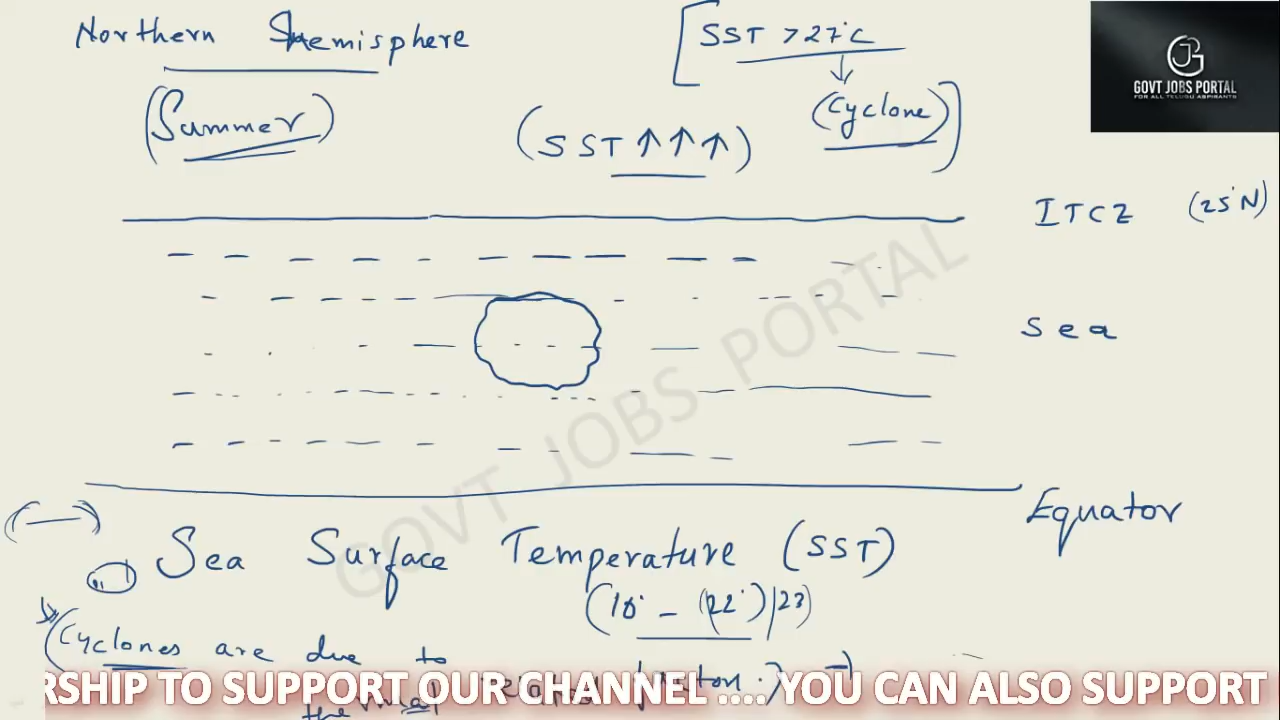 Northern Hemisphere
[SST > 27°C
↓
(Summer)
(SST ↑↑↑)
(Cyclone)]
GOVT JOBS PORTAL
FOR ALL TELUGU ASPIRANTS
ITCZ (25°N)
Sea
GOVT JOBS PORTAL
Equator
Sea Surface Temperature (SST)
(10° - (22°)/23)
(Cyclones are due to
the
RSHIP TO SUPPORT OUR CHANNEL .... YOU CAN ALSO SUPPORT